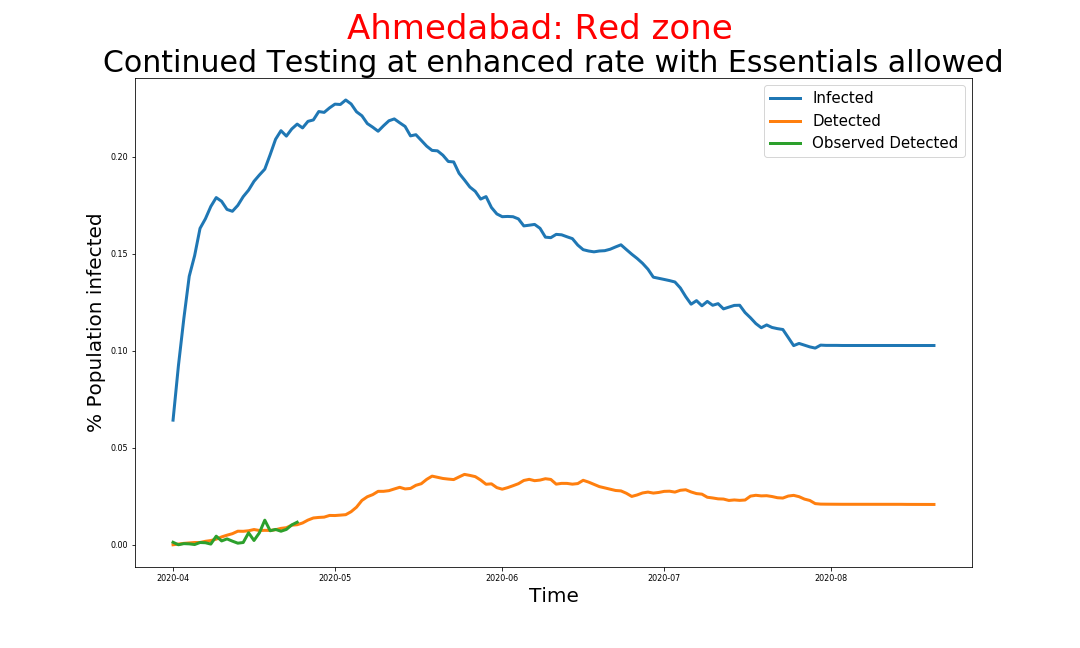 Ahmedabad: Red zone
Continued Testing at enhanced rate with Essentials allowed
Infected
Detected
Observed Detected
% Population infected
0.20
0.15
0.10
0.05
0.00
2020-04
2020-05
2020-06
2020-07
2020-08
Time